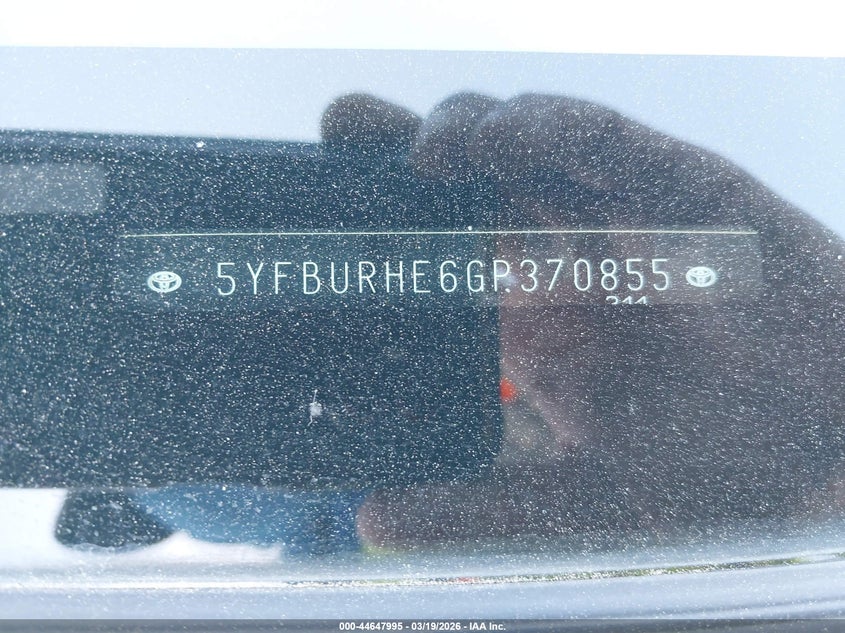 5YFBURHE6GP370855
000-44647995 - 03/19/2026 - IAA Inc.